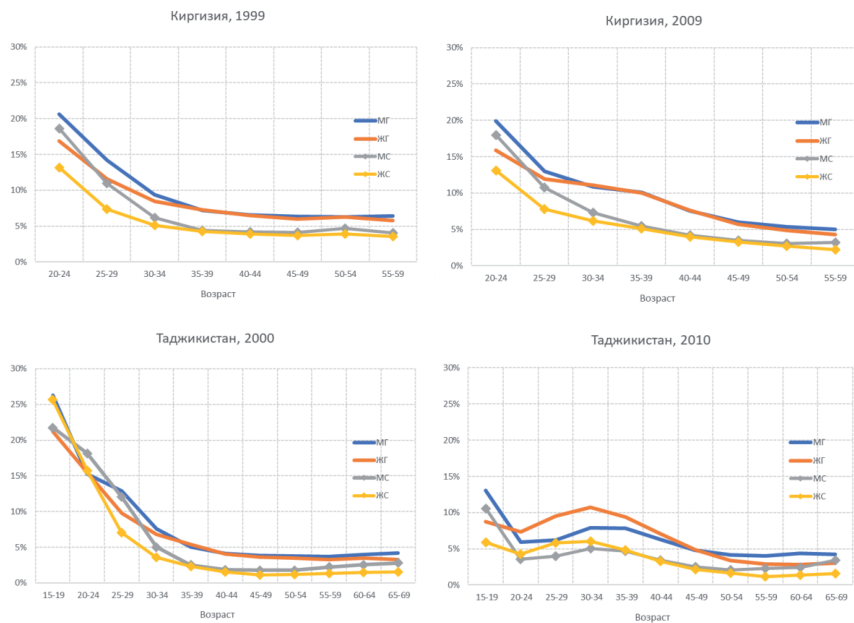 Киргизия, 1999
30%
25%
20%
15%
10%
5%
0%
МГ
ЖГ
МС
ЖС
20-24 25-29 30-34 35-39 40-44 45-49 50-54 55-59
Возраст
Киргизия, 2009
30%
25%
20%
15%
10%
5%
0%
МГ
ЖГ
МС
ЖС
20-24 25-29 30-34 35-39 40-44 45-49 50-54 55-59
Возраст
Таджикистан, 2000
30%
25%
20%
15%
10%
5%
0%
МГ
ЖГ
МС
ЖС
15-19 20-24 25-29 30-34 35-39 40-44 45-49 50-54 55-59 60-64 65-69
Возраст
Таджикистан, 2010
30%
25%
20%
15%
10%
5%
0%
МГ
ЖГ
МС
ЖС
15-19 20-24 25-29 30-34 35-39 40-44 45-49 50-54 55-59 60-64 65-69
Возраст